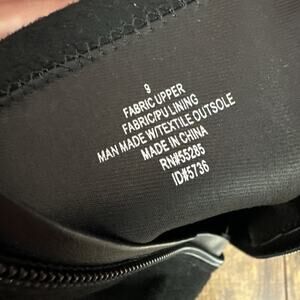 9
FABRIC UPPER
FABRIC/PU LINING
MAN MADE W/TEXTILE OUTSOLE
MADE IN CHINA
RN#55285
ID#5736